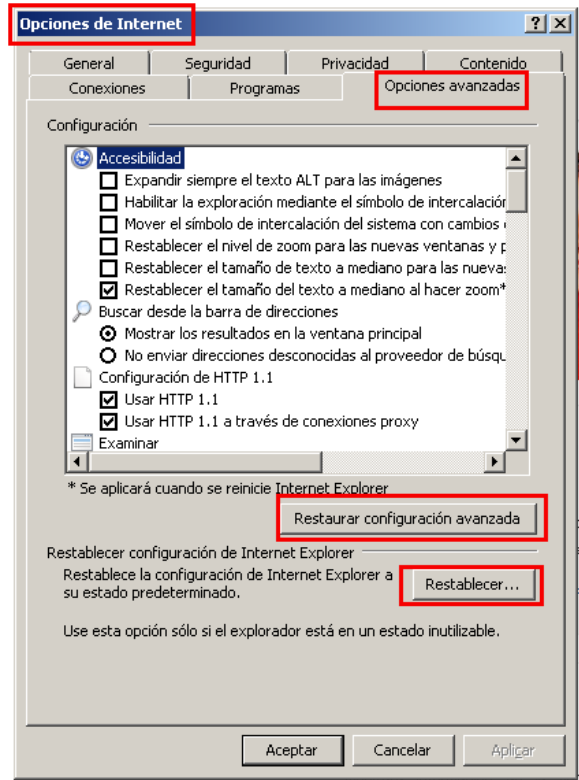 Opciones de Internet
? X
General Seguridad Privacidad Contenido
Conexiones Programas Opciones avanzadas
Configuración
Accesibilidad
Expandir siempre el texto ALT para las imágenes
Habilitar la exploración mediante el símbolo de intercalación
Mover el símbolo de intercalación del sistema con cambios
Restablecer el nivel de zoom para las nuevas ventanas y p
Restablecer el tamaño de texto a mediano para las nuevas
Restablecer el tamaño del texto a mediano al hacer zoom*
Buscar desde la barra de direcciones
Mostrar los resultados en la ventana principal
No enviar direcciones desconocidas al proveedor de búsqu
Configuración de HTTP 1.1
Usar HTTP 1.1
Usar HTTP 1.1 a través de conexiones proxy
Examinar
* Se aplicará cuando se reinicie Internet Explorer
Restaurar configuración avanzada
Restablecer configuración de Internet Explorer
Restablece la configuración de Internet Explorer a
su estado predeterminado.
Restablecer...
Use esta opción sólo si el explorador está en un estado inutilizable.
Aceptar Cancelar Aplicar